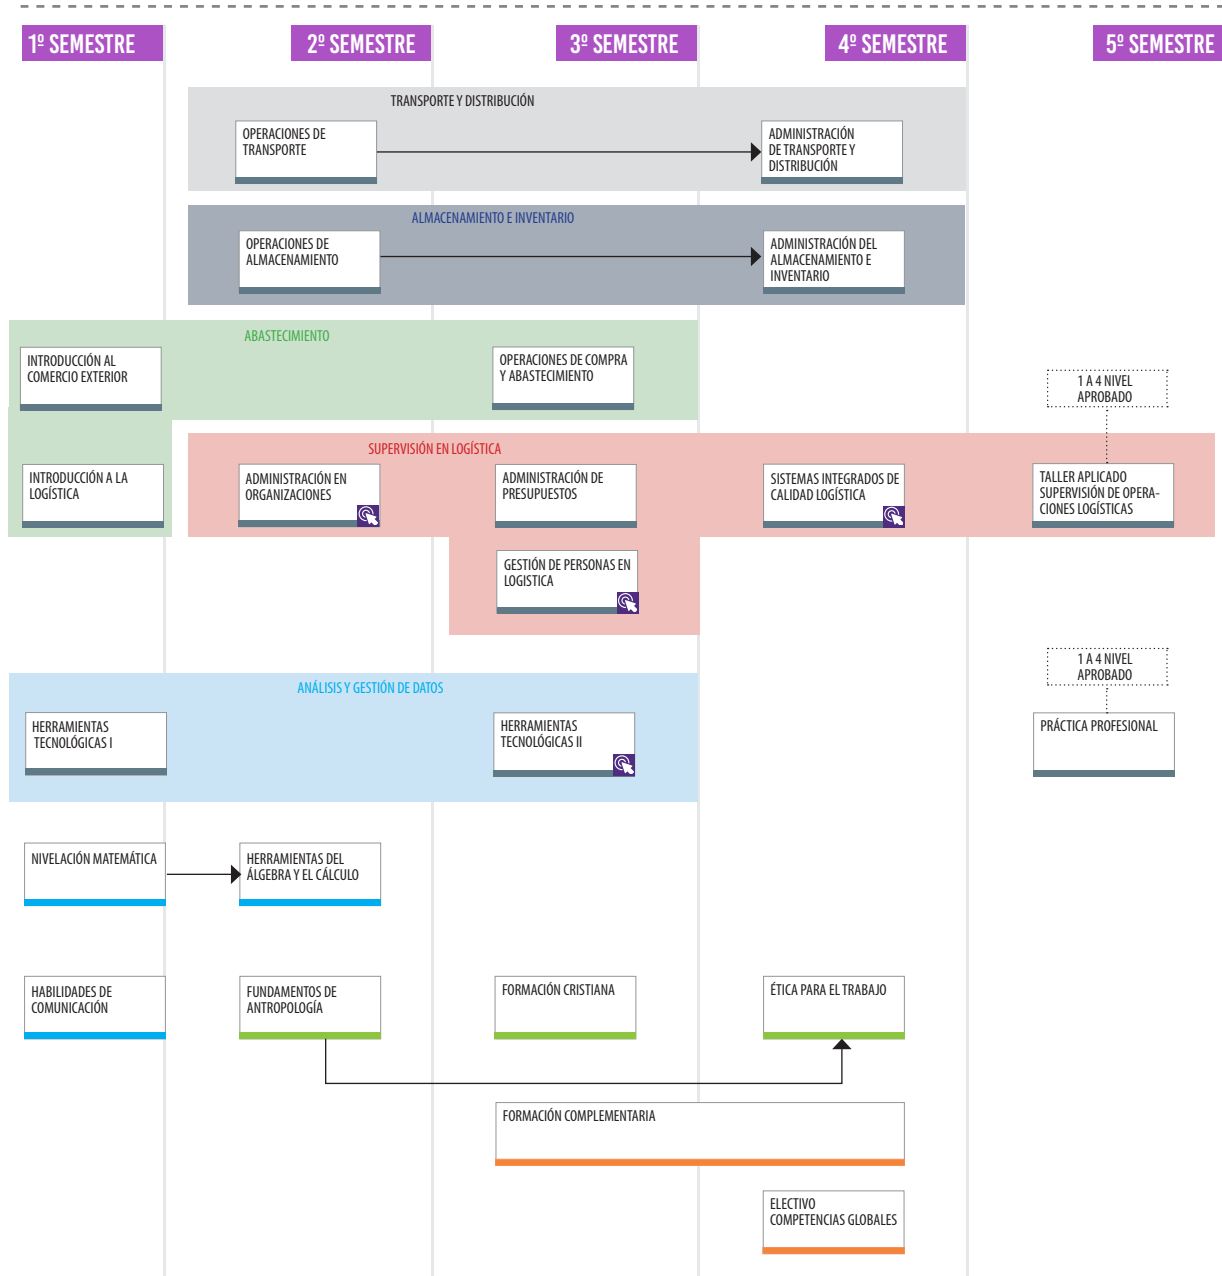 1º SEMESTRE
2º SEMESTRE
3º SEMESTRE
4º SEMESTRE
5º SEMESTRE
TRANSPORTE Y DISTRIBUCIÓN
OPERACIONES DE
TRANSPORTE
ADMINISTRACIÓN
DE TRANSPORTE Y
DISTRIBUCIÓN
ALMACENAMIENTO E INVENTARIO
OPERACIONES DE
ALMACENAMIENTO
ADMINISTRACIÓN DEL
ALMACENAMIENTO E
INVENTARIO
ABASTECIMIENTO
INTRODUCCIÓN AL
COMERCIO EXTERIOR
OPERACIONES DE COMPRA
Y ABASTECIMIENTO
1 A 4 NIVEL
APROBADO
SUPERVISIÓN EN LOGÍSTICA
INTRODUCCIÓN A LA
LOGÍSTICA
ADMINISTRACIÓN EN
ORGANIZACIONES
ADMINISTRACIÓN DE
PRESUPUESTOS
SISTEMAS INTEGRADOS DE
CALIDAD LOGÍSTICA
TALLER APLICADO
SUPERVISIÓN DE OPERA-
CIONES LOGÍSTICAS
GESTIÓN DE PERSONAS EN
LOGISTICA
1 A 4 NIVEL
APROBADO
ANÁLISIS Y GESTIÓN DE DATOS
HERRAMIENTAS
TECNOLÓGICAS I
HERRAMIENTAS
TECNOLÓGICAS II
PRÁCTICA PROFESIONAL
NIVELACIÓN MATEMÁTICA
HERRAMIENTAS DEL
ÁLGEBRA Y EL CÁLCULO
HABILIDADES DE
COMUNICACIÓN
FUNDAMENTOS DE
ANTROPOLOGÍA
FORMACIÓN CRISTIANA
ÉTICA PARA EL TRABAJO
FORMACIÓN COMPLEMENTARIA
ELECTIVO
COMPETENCIAS GLOBALES